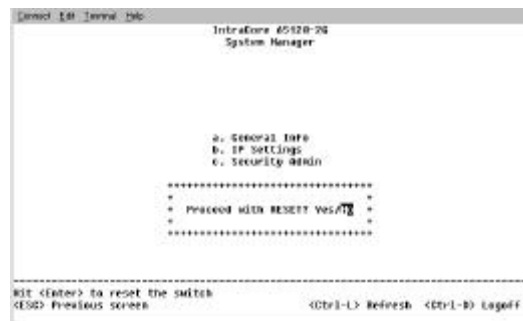 Connect Edit Terminal Help
IntraCore 65120-2G
System Manager
a. General Info
b. IP Settings
c. Security Admin
Proceed with RESET? Yes/No
Hit <Enter> to reset the switch
<ESC> Previous screen <Ctrl-L> Refresh <Ctrl-D> Logoff